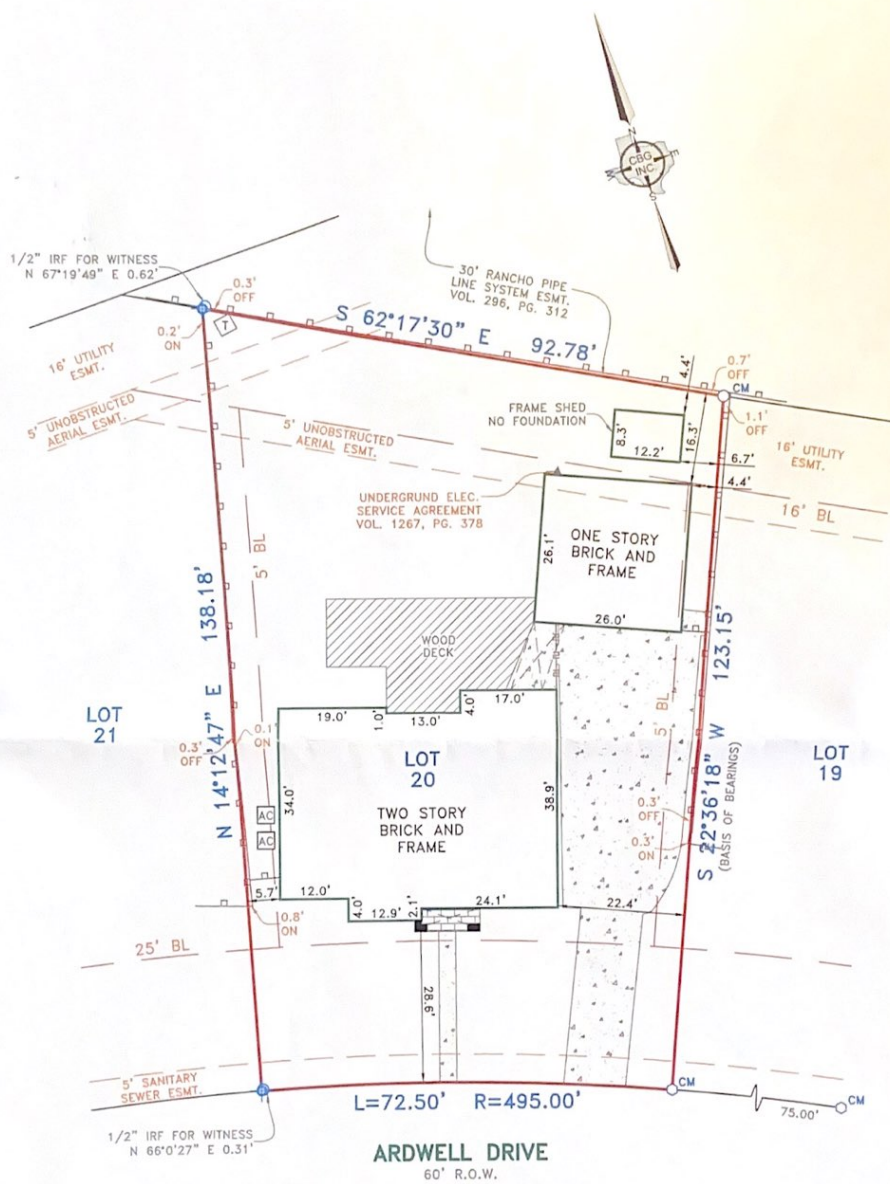 N
E
S
W
CBG
INC.
1/2" IRF FOR WITNESS
N 67°19'49" E 0.62'
0.3'
OFF
0.2'
ON
T
30' RANCHO PIPE
LINE SYSTEM ESMT.
VOL. 296, PG. 312
S 62°17'30" E 92.78'
16' UTILITY
ESMT.
5' UNOBSTRUCTED
AERIAL ESMT.
5' UNOBSTRUCTED
AERIAL ESMT.
FRAME SHED
NO FOUNDATION
8.3'
12.2'
4.4'
16.3'
0.7'
OFF
CM
1.1'
OFF
6.7'
4.4'
16' UTILITY
ESMT.
16' BL
UNDERGRUND ELEC.
SERVICE AGREEMENT
VOL. 1267, PG. 378
ONE STORY
BRICK AND
FRAME
26.1'
26.0'
5' BL
N 14°12'47" E 138.18'
WOOD
DECK
S 22°36'18" W 123.15'
(BASIS OF BEARINGS)
5' BL
LOT
21
19.0'
1.0'
13.0'
4.0'
17.0'
0.3'
OFF
0.1'
ON
LOT
20
LOT
19
34.0'
TWO STORY
BRICK AND
FRAME
38.9'
AC
AC
0.3'
OFF
0.3'
ON
5.7'
12.0'
4.0'
12.9'
2.1'
24.1'
22.4'
0.8'
ON
25' BL
28.6'
5' SANITARY
SEWER ESMT.
L=72.50' R=495.00'
CM
75.00'
CM
1/2" IRF FOR WITNESS
N 66°0'27" E 0.31'
ARDWELL DRIVE
60' R.O.W.